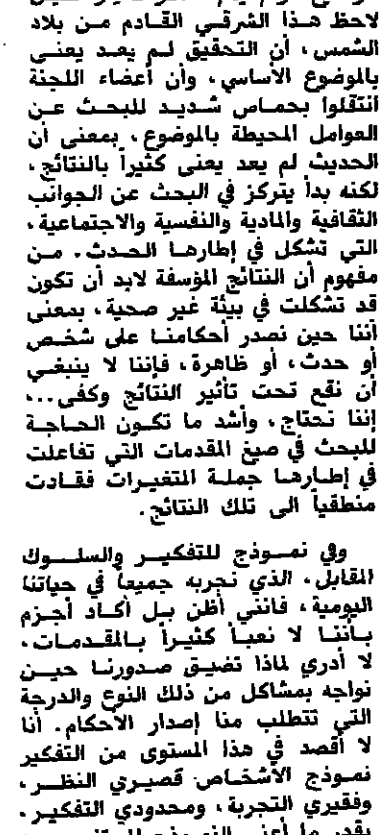 لاحظ هذا الشرقي القادم من بلاد
الشمس، أن التحقيق لم يعد يعنى
بالموضوع الأساسي، وأن أعضاء اللجنة
انتقلوا بحماس شديد للبحث عن
العوامل المحيطة بالموضوع، بمعنى أن
الحديث لم يعد يعنى كثيراً بالنتائج،
لكنه بدأ يتركز في البحث عن الجوانب
الثقافية والمادية والنفسية والاجتماعية،
التي تشكل في إطارها الحدث. من
مفهوم أن النتائج المؤسفة لابد أن تكون
قد تشكلت في بيئة غير صحية، بمعنى
أننا حين نصدر أحكامنا على شخص
أو حدث، أو ظاهرة، فإننا لا ينبغي
أن نقع تحت تأثير النتائج وكفى...
إننا نحتاج، وأشد ما تكون الحاجة
للبحث في صيغ المقدمات التي تفاعلت
في إطارها جملة المتغيرات فقادت
منطقياً الى تلك النتائج.
وفي نموذج للتفكير والسلوك
المقابل، الذي نجربه جميعاً في حياتنا
اليومية، فانني أظن بل أكاد أجزم
بأننا لا نعبأ كثيراً بالمقدمات،
لا أدري لماذا تضيق صدورنا حين
نواجه بمشاكل من ذلك النوع والدرجة
التي تتطلب منا إصدار الأحكام. أنا
لا أقصد في هذا المستوى من التفكير
نموذج الأشخاص قصيري النظر،
وفقيري التجربة، ومحدودي التفكير،
بقدر ما أعني النموذج